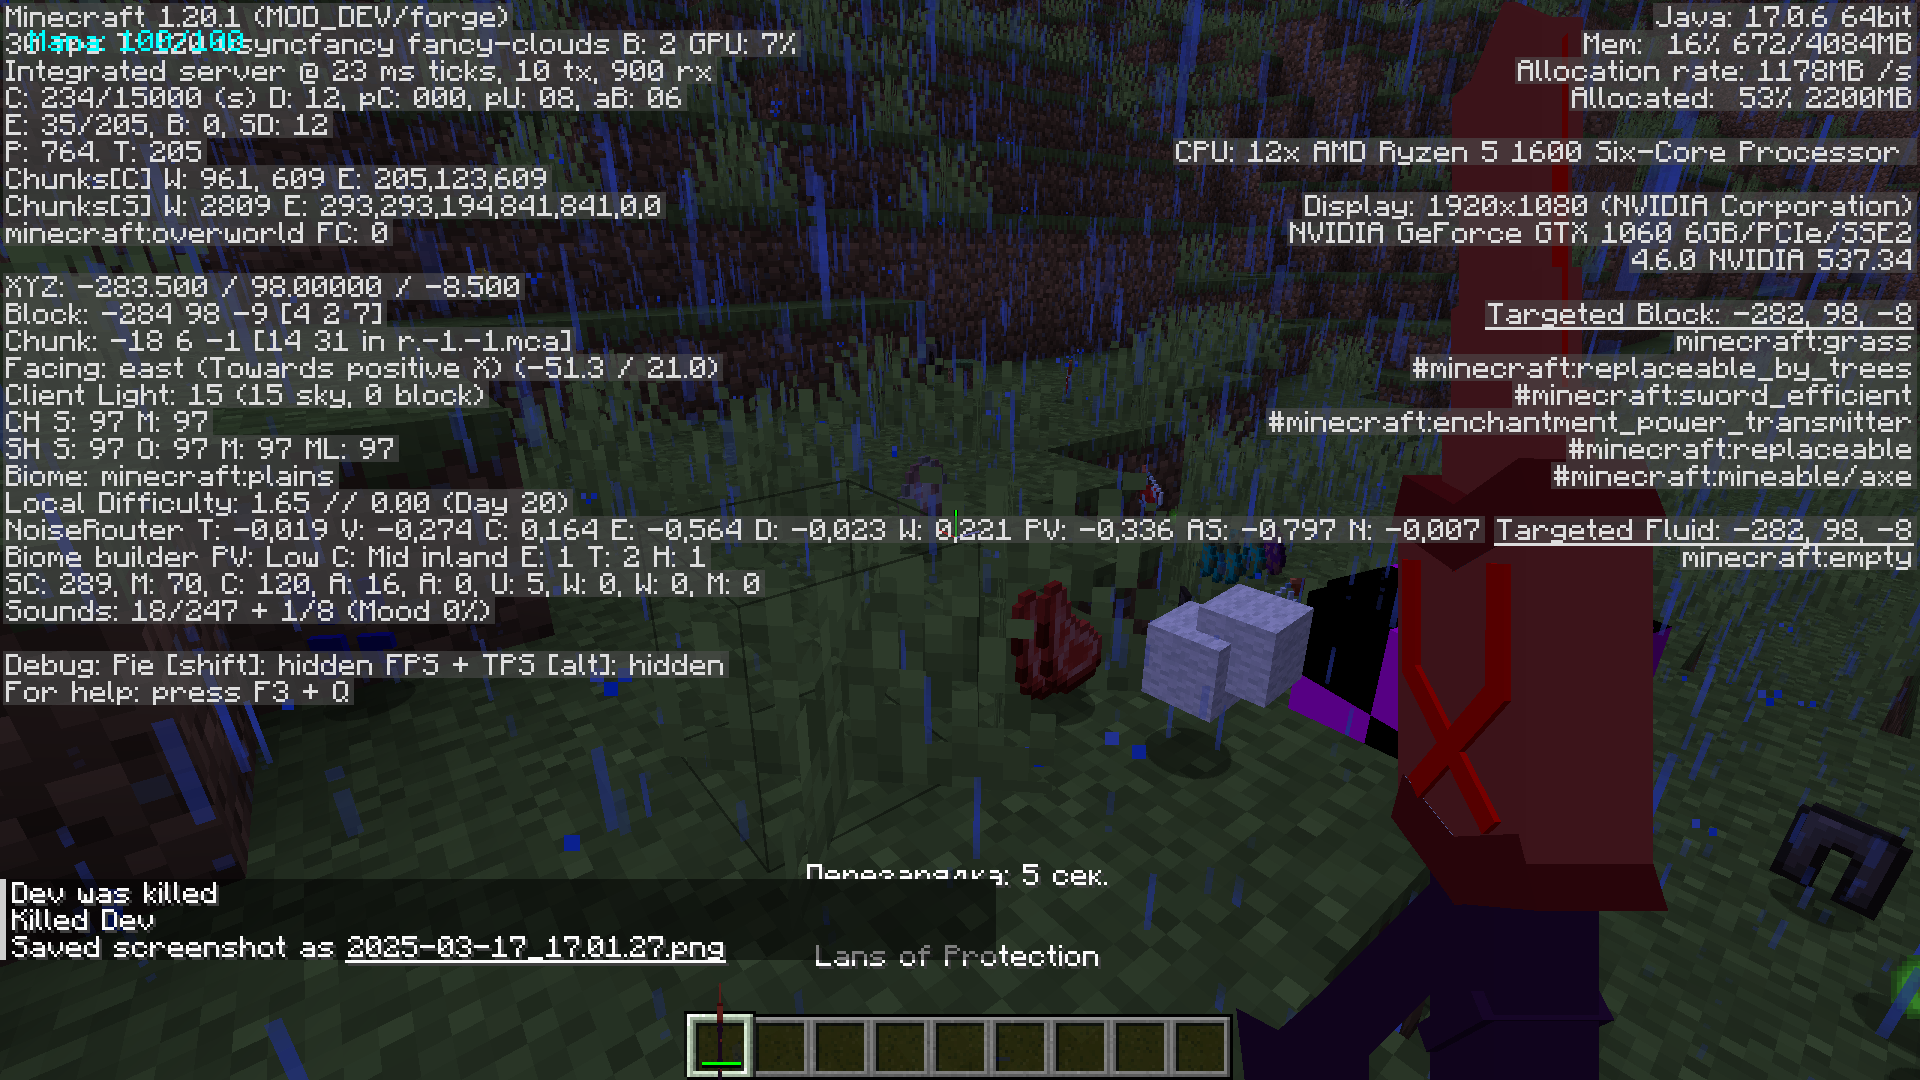 Minecraft 1.20.1 (MOD_DEV/forge)
Mana: 100/100
fancy-clouds B: 2 GPU: 7%
Integrated server @ 23 ms ticks, 10 tx, 900 rx
C: 234/15000 (s) D: 12, pC: 000, pU: 08, aB: 06
E: 35/205, B: 0, SD: 12
P: 764. T: 205
Chunks[C] W: 961, 609 E: 205,123,609
Chunks[S] W: 2809 E: 293,293,194,841,841,0,0
minecraft:overworld FC: 0
XYZ: -283.500 / 98.00000 / -8.500
Block: -284 98 -9 [4 2 7]
Chunk: -18 6 -1 [14 31 in r.-1.-1.mca]
Facing: east (Towards positive X) (-51.3 / 21.0)
Client Light: 15 (15 sky, 0 block)
CH S: 97 M: 97
SH S: 97 O: 97 M: 97 ML: 97
Biome: minecraft:plains
Local Difficulty: 1.65 // 0.00 (Day 20)
NoiseRouter T: -0,019 V: -0,274 C: 0,164 E: -0,564 D: -0,023 W: 0,221 PV: -0,336 AS: -0,797 N: -0,007
Biome builder PV: Low C: Mid inland E: 1 T: 2 H: 1
SC: 289, M: 70, C: 120, A: 16, A: 0, U: 5, W: 0, W: 0, M: 0
Sounds: 18/247 + 1/8 (Mood 0%)
Debug: Pie [shift]: hidden FPS + TPS [alt]: hidden
For help: press F3 + Q
Java: 17.0.6 64bit
Mem: 16% 672/4084MB
Allocation rate: 1178MB /s
Allocated: 53% 2200MB
CPU: 12x AMD Ryzen 5 1600 Six-Core Processor
Display: 1920x1080 (NVIDIA Corporation)
NVIDIA GeForce GTX 1060 6GB/PCIe/SSE2
4.6.0 NVIDIA 537.34
Targeted Block: -282, 98, -8
minecraft:grass
#minecraft:replaceable_by_trees
#minecraft:sword_efficient
#minecraft:enchantment_power_transmitter
#minecraft:replaceable
#minecraft:mineable/axe
Targeted Fluid: -282, 98, -8
minecraft:empty
Перезарядка: 5 сек.
Dev was killed
Killed Dev
Saved screenshot as 2025-03-17_17.01.27.png
Lans of Protection